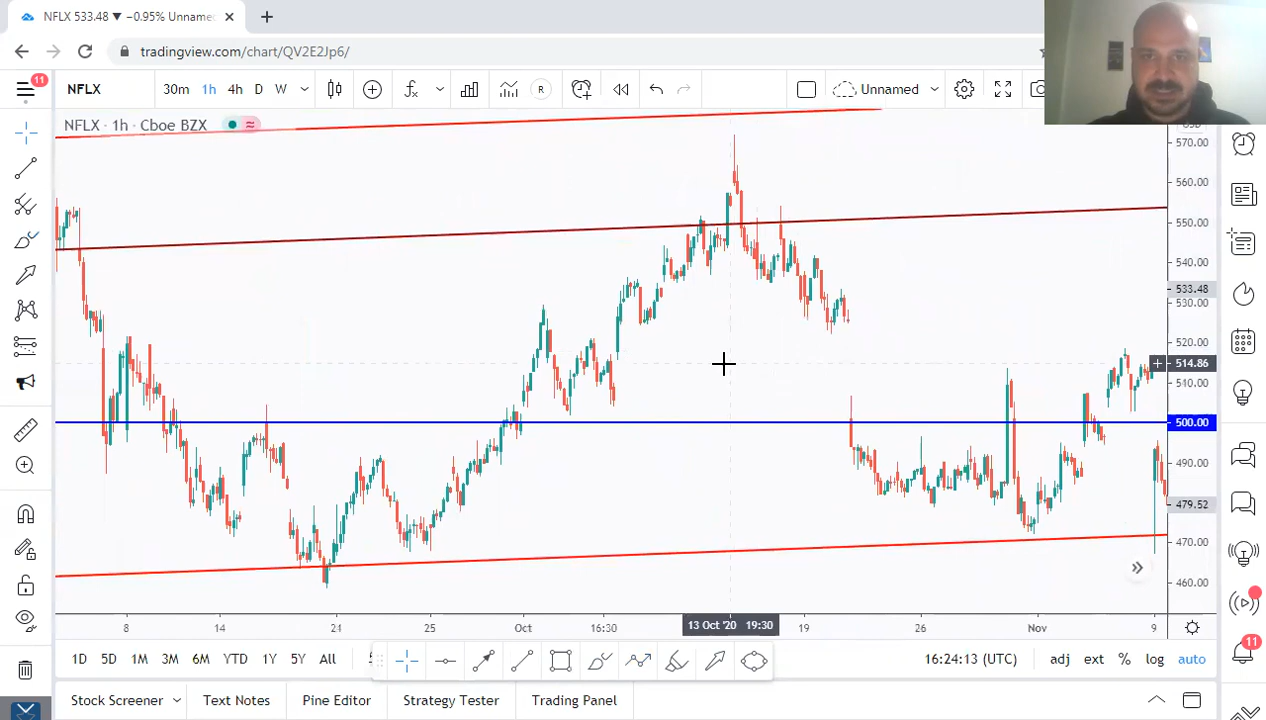 NFLX 533.48 ▼ −0.95% Unname
tradingview.com/chart/QV2E2Jp6/
11
NFLX
30m 1h 4h D W
R
Unnamed
NFLX · 1h · Cboe BZX
570.00
560.00
550.00
540.00
533.48
530.00
520.00
514.86
510.00
500.00
490.00
479.52
470.00
460.00
8 14 21 25 Oct 16:30 13 Oct '20 19:30 19 26 Nov 9
1D 5D 1M 3M 6M YTD 1Y 5Y All
16:24:13 (UTC) adj ext % log auto
11
Stock Screener Text Notes Pine Editor Strategy Tester Trading Panel